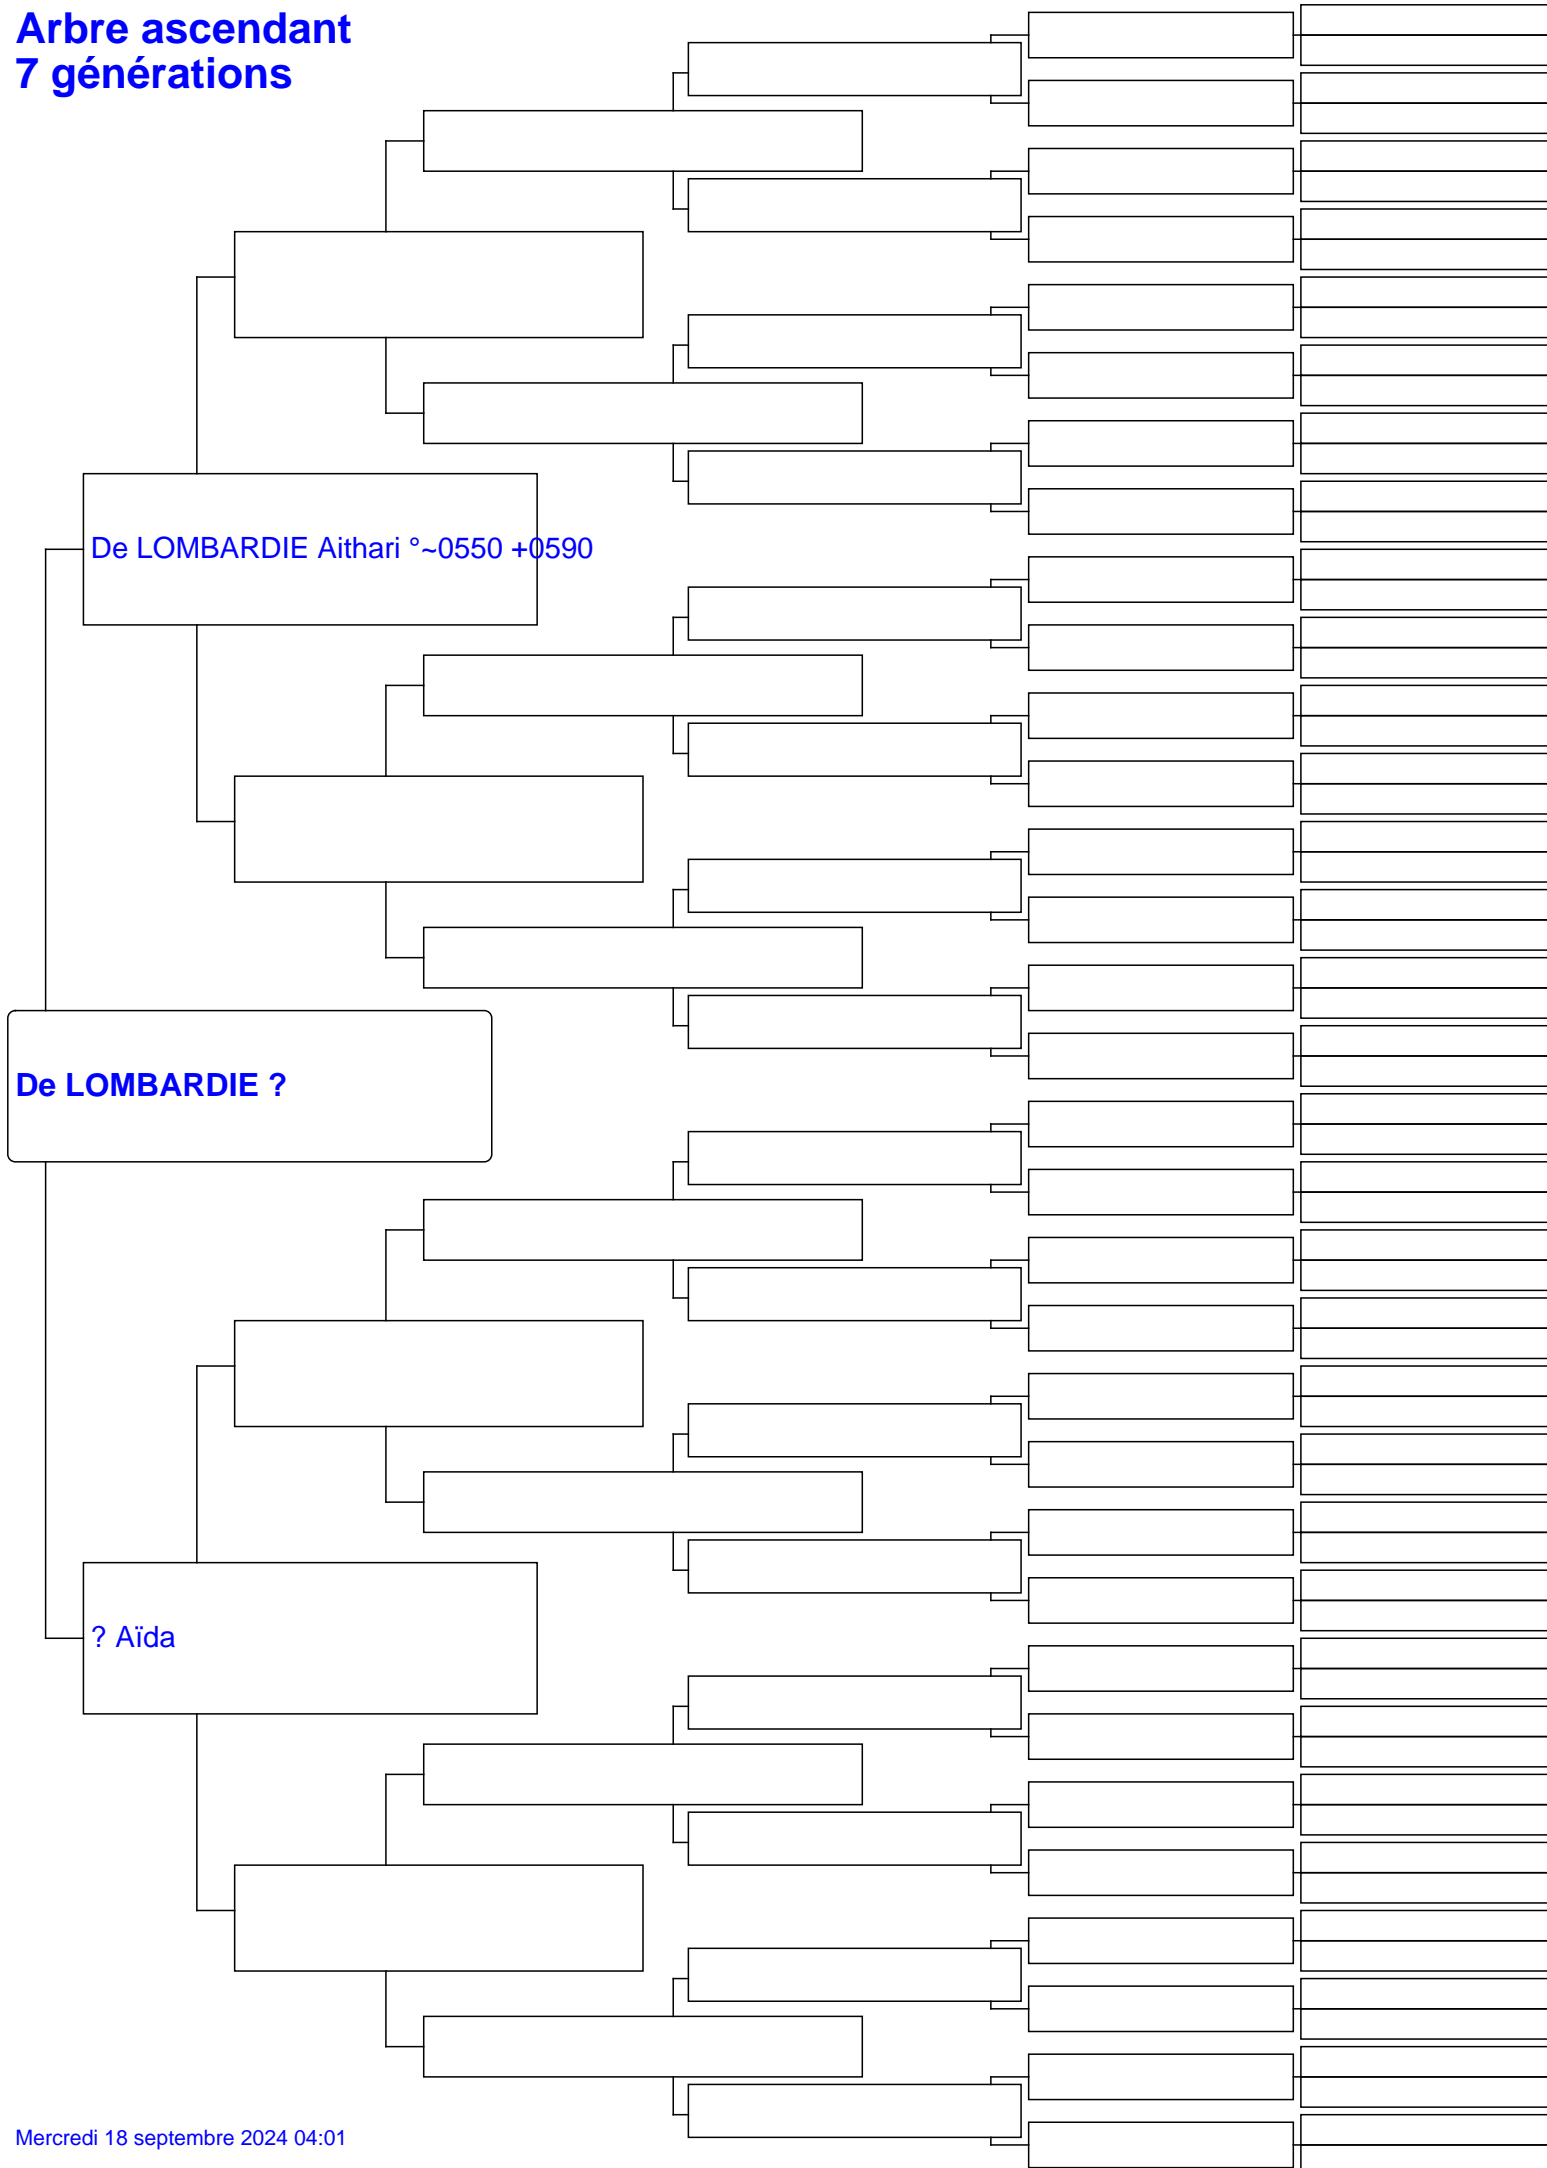 Arbre ascendant
7 générations
De LOMBARDIE Aithari °~0550 +0590
De LOMBARDIE ?
? Aïda
Mercredi 18 septembre 2024 04:01